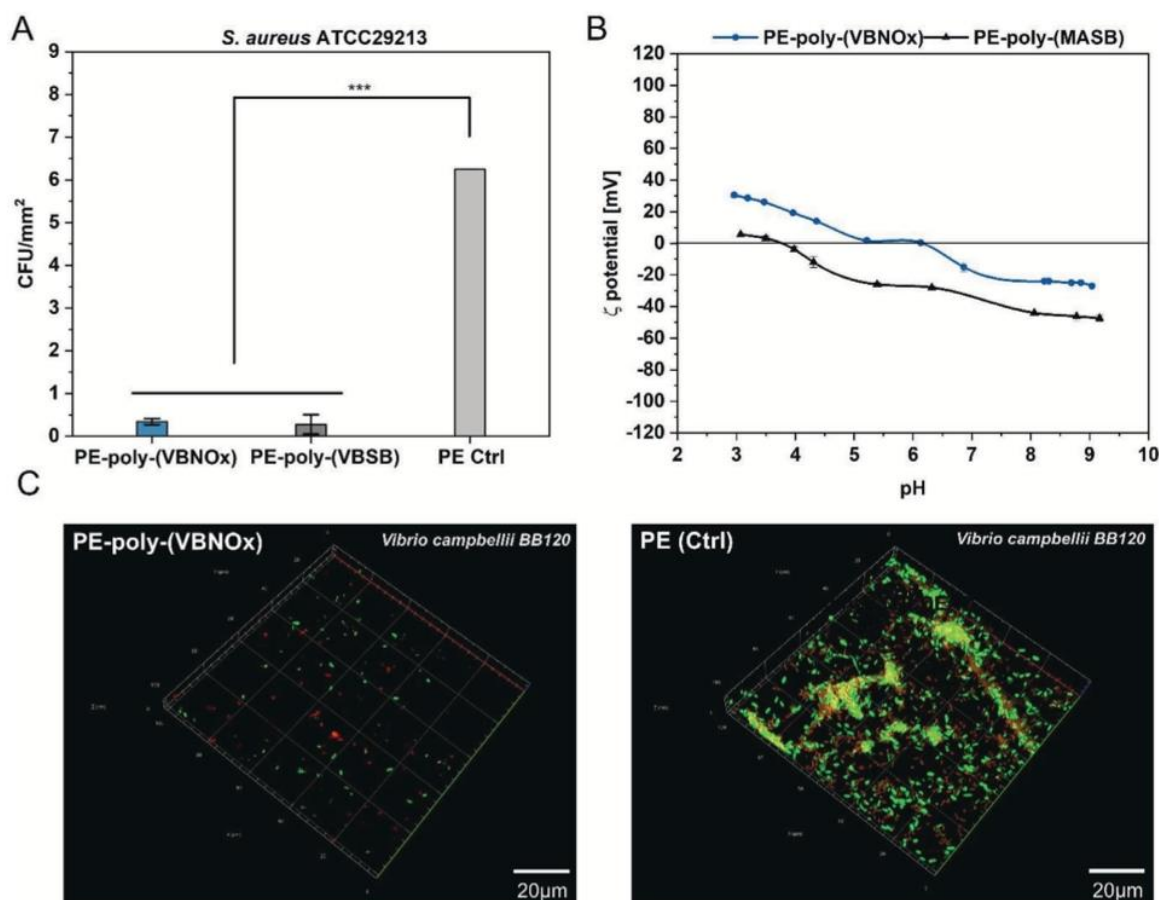 A
S. aureus ATCC29213
9
8
7
6
5
4
3
2
1
0
CFU/mm²
***
PE-poly-(VBNOx) PE-poly-(VBSB) PE Ctrl
B
PE-poly-(VBNOx) PE-poly-(MASB)
120
100
80
60
40
20
0
-20
-40
-60
-80
-100
-120
ζ potential [mV]
2 3 4 5 6 7 8 9 10
pH
C
PE-poly-(VBNOx) Vibrio campbellii BB120
20µm
PE (Ctrl) Vibrio campbellii BB120
20µm